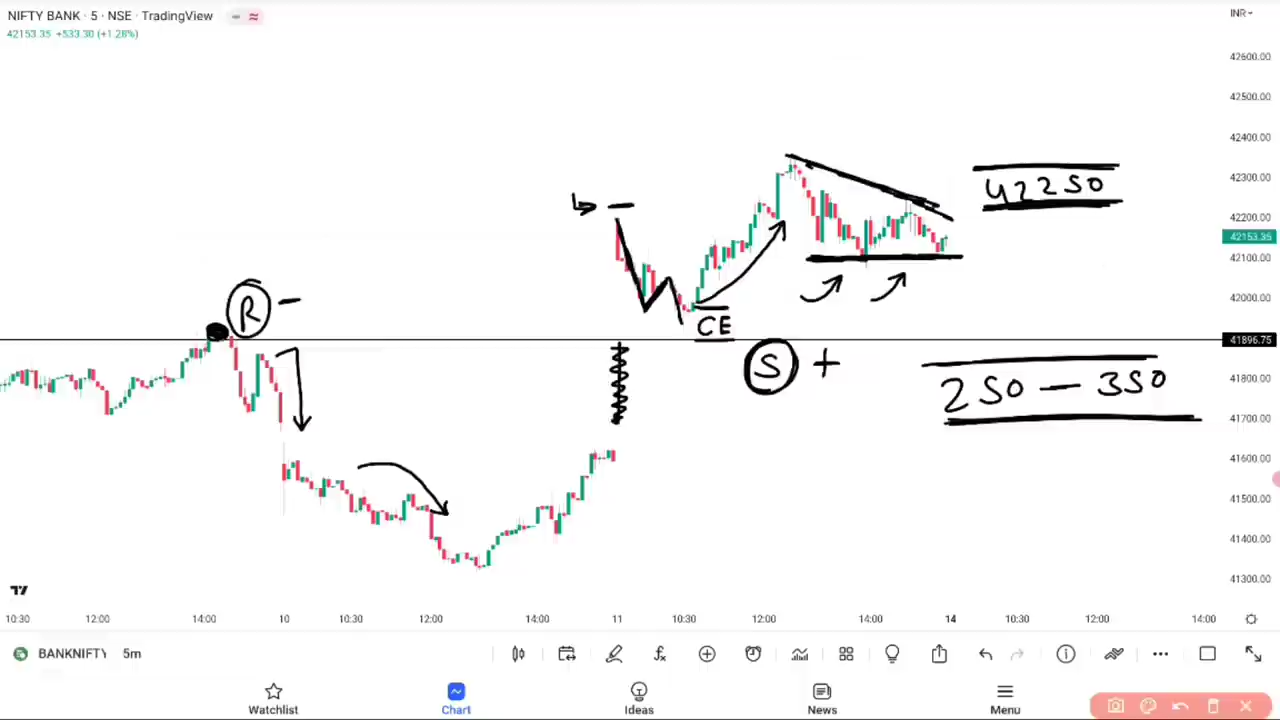 NIFTY BANK · 5 · NSE · TradingView
42153.35 +533.30 (+1.28%)
INR
42600.00
42500.00
42400.00
42300.00
42250
42200.00
42153.35
42100.00
42000.00
R
CE
41896.75
S +
250 - 350
41800.00
41700.00
41600.00
41500.00
41400.00
41300.00
10:30 12:00 14:00 10 10:30 12:00 14:00 11 10:30 12:00 14:00 14 10:30 12:00 14:00
BANKNIFTY 5m
Watchlist Chart Ideas News Menu